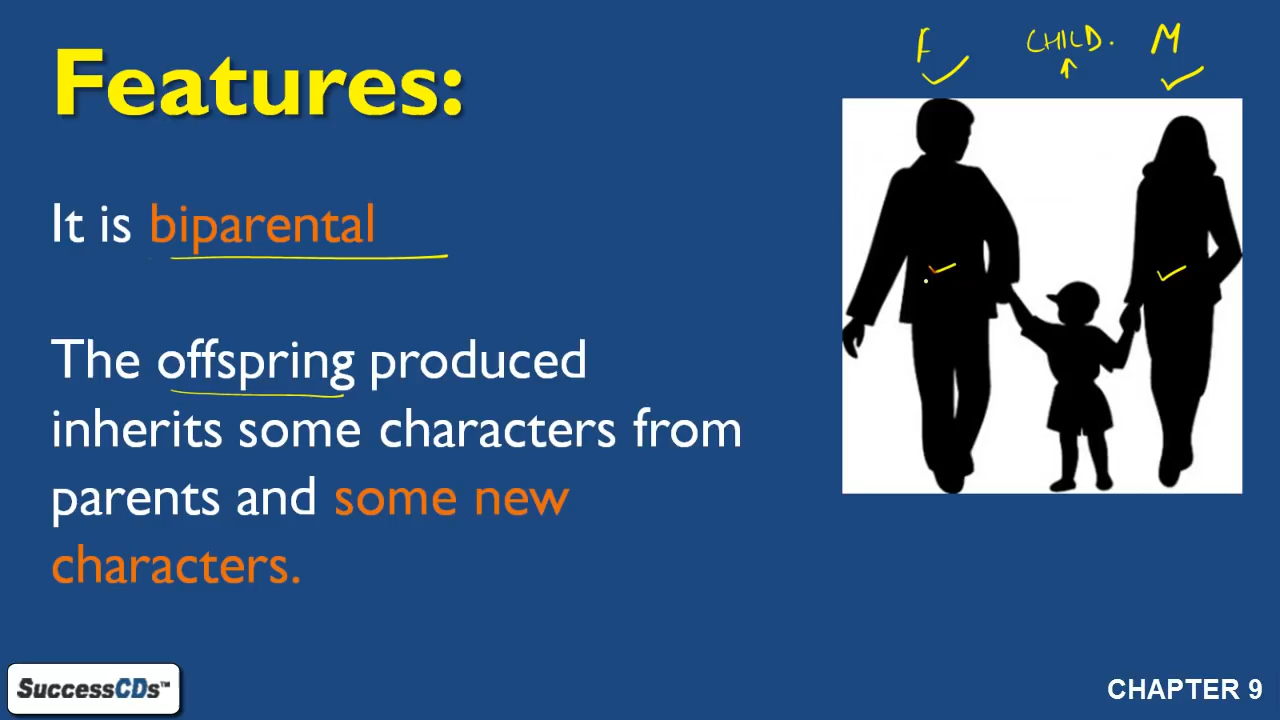 Features:
F CHILD. M
It is biparental
The offspring produced
inherits some characters from
parents and some new
characters.
SuccessCDs™
CHAPTER 9